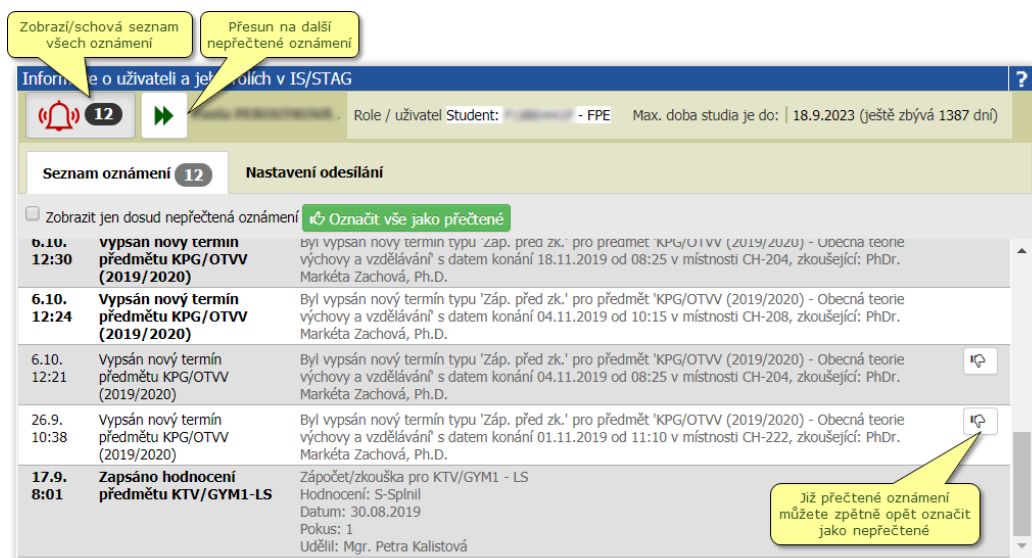 Zobrazí/schová seznam
všech oznámení
Přesun na další
nepřečtené oznámení
Inform e o uživateli a je olích v IS/STAG
?
12
Role / uživatel Student: - FPE
Max. doba studia je do: | 18.9.2023 (ještě zbývá 1387 dní)
Seznam oznámení 12
Nastavení odesílání
Zobrazit jen dosud nepřečtená oznámení
Označit vše jako přečtené
6.10.
12:30
Vypsán nový termín
předmětu KPG/OTVV
(2019/2020)
Byl vypsán nový termín typu 'Záp. před zk.' pro předmět 'KPG/OTVV (2019/2020) - Obecná teorie
výchovy a vzdělávání' s datem konání 18.11.2019 od 08:25 v místnosti CH-204, zkoušející: PhDr.
Markéta Zachová, Ph.D.
6.10.
12:24
Vypsán nový termín
předmětu KPG/OTVV
(2019/2020)
Byl vypsán nový termín typu 'Záp. před zk.' pro předmět 'KPG/OTVV (2019/2020) - Obecná teorie
výchovy a vzdělávání' s datem konání 04.11.2019 od 10:15 v místnosti CH-208, zkoušející: PhDr.
Markéta Zachová, Ph.D.
6.10.
12:21
Vypsán nový termín
předmětu KPG/OTVV
(2019/2020)
Byl vypsán nový termín typu 'Záp. před zk.' pro předmět 'KPG/OTVV (2019/2020) - Obecná teorie
výchovy a vzdělávání' s datem konání 04.11.2019 od 08:25 v místnosti CH-204, zkoušející: PhDr.
Markéta Zachová, Ph.D.
26.9.
10:38
Vypsán nový termín
předmětu KPG/OTVV
(2019/2020)
Byl vypsán nový termín typu 'Záp. před zk.' pro předmět 'KPG/OTVV (2019/2020) - Obecná teorie
výchovy a vzdělávání' s datem konání 01.11.2019 od 11:10 v místnosti CH-222, zkoušející: PhDr.
Markéta Zachová, Ph.D.
17.9.
8:01
Zapsáno hodnocení
předmětu KTV/GYM1-LS
Zápočet/zkouška pro KTV/GYM1 - LS
Hodnocení: S-Splnil
Datum: 30.08.2019
Pokus: 1
Udělil: Mgr. Petra Kalistová
Již přečtené oznámení
můžete zpětně opět označit
jako nepřečtené